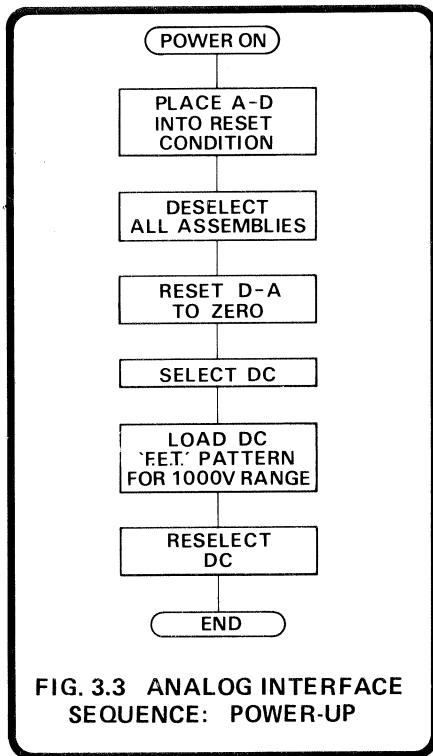 POWER ON
PLACE A-D
INTO RESET
CONDITION
DESELECT
ALL ASSEMBLIES
RESET D-A
TO ZERO
SELECT DC
LOAD DC
‵F.E.T.′ PATTERN
FOR 1000V RANGE
RESELECT
DC
END
FIG. 3.3 ANALOG INTERFACE
SEQUENCE: POWER-UP